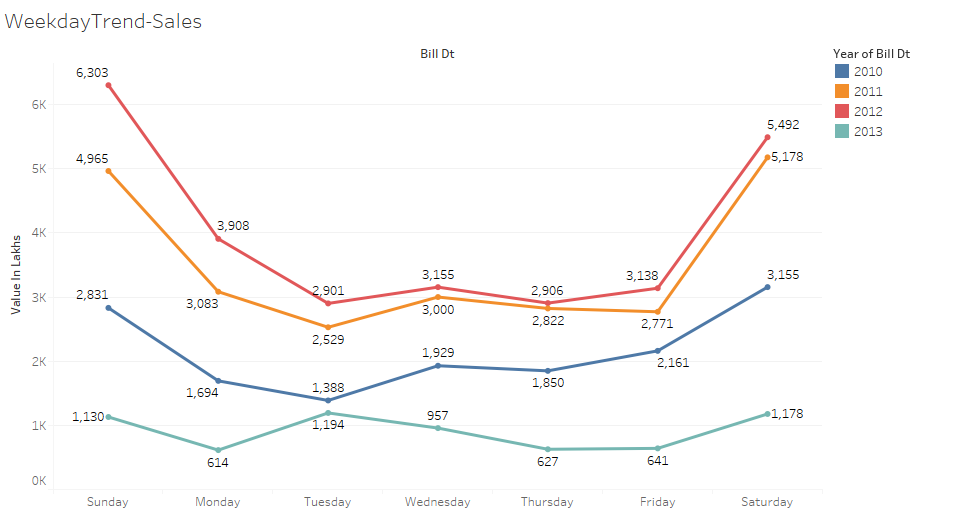 WeekdayTrend-Sales
Bill Dt
Year of Bill Dt
2010
2011
2012
2013
Value In Lakhs
6K
5K
4K
3K
2K
1K
0K
6,303
4,965
2,831
1,130
3,908
3,083
1,694
614
2,901
2,529
1,388
1,194
3,155
3,000
1,929
957
2,906
2,822
1,850
627
3,138
2,771
2,161
641
5,492
5,178
3,155
1,178
Sunday Monday Tuesday Wednesday Thursday Friday Saturday